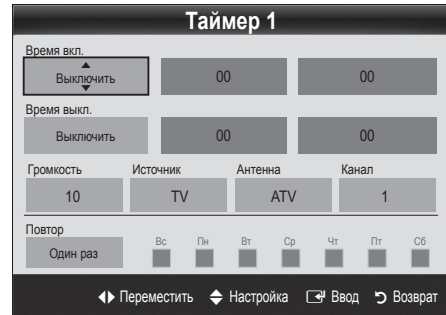 Таймер 1
Время вкл.
Выключить 00 00
Время выкл.
Выключить 00 00
Громкость Источник Антенна Канал
10 TV ATV 1
Повтор
Вс Пн Вт Ср Чт Пт Сб
Один раз
Переместить Настройка Ввод Возврат